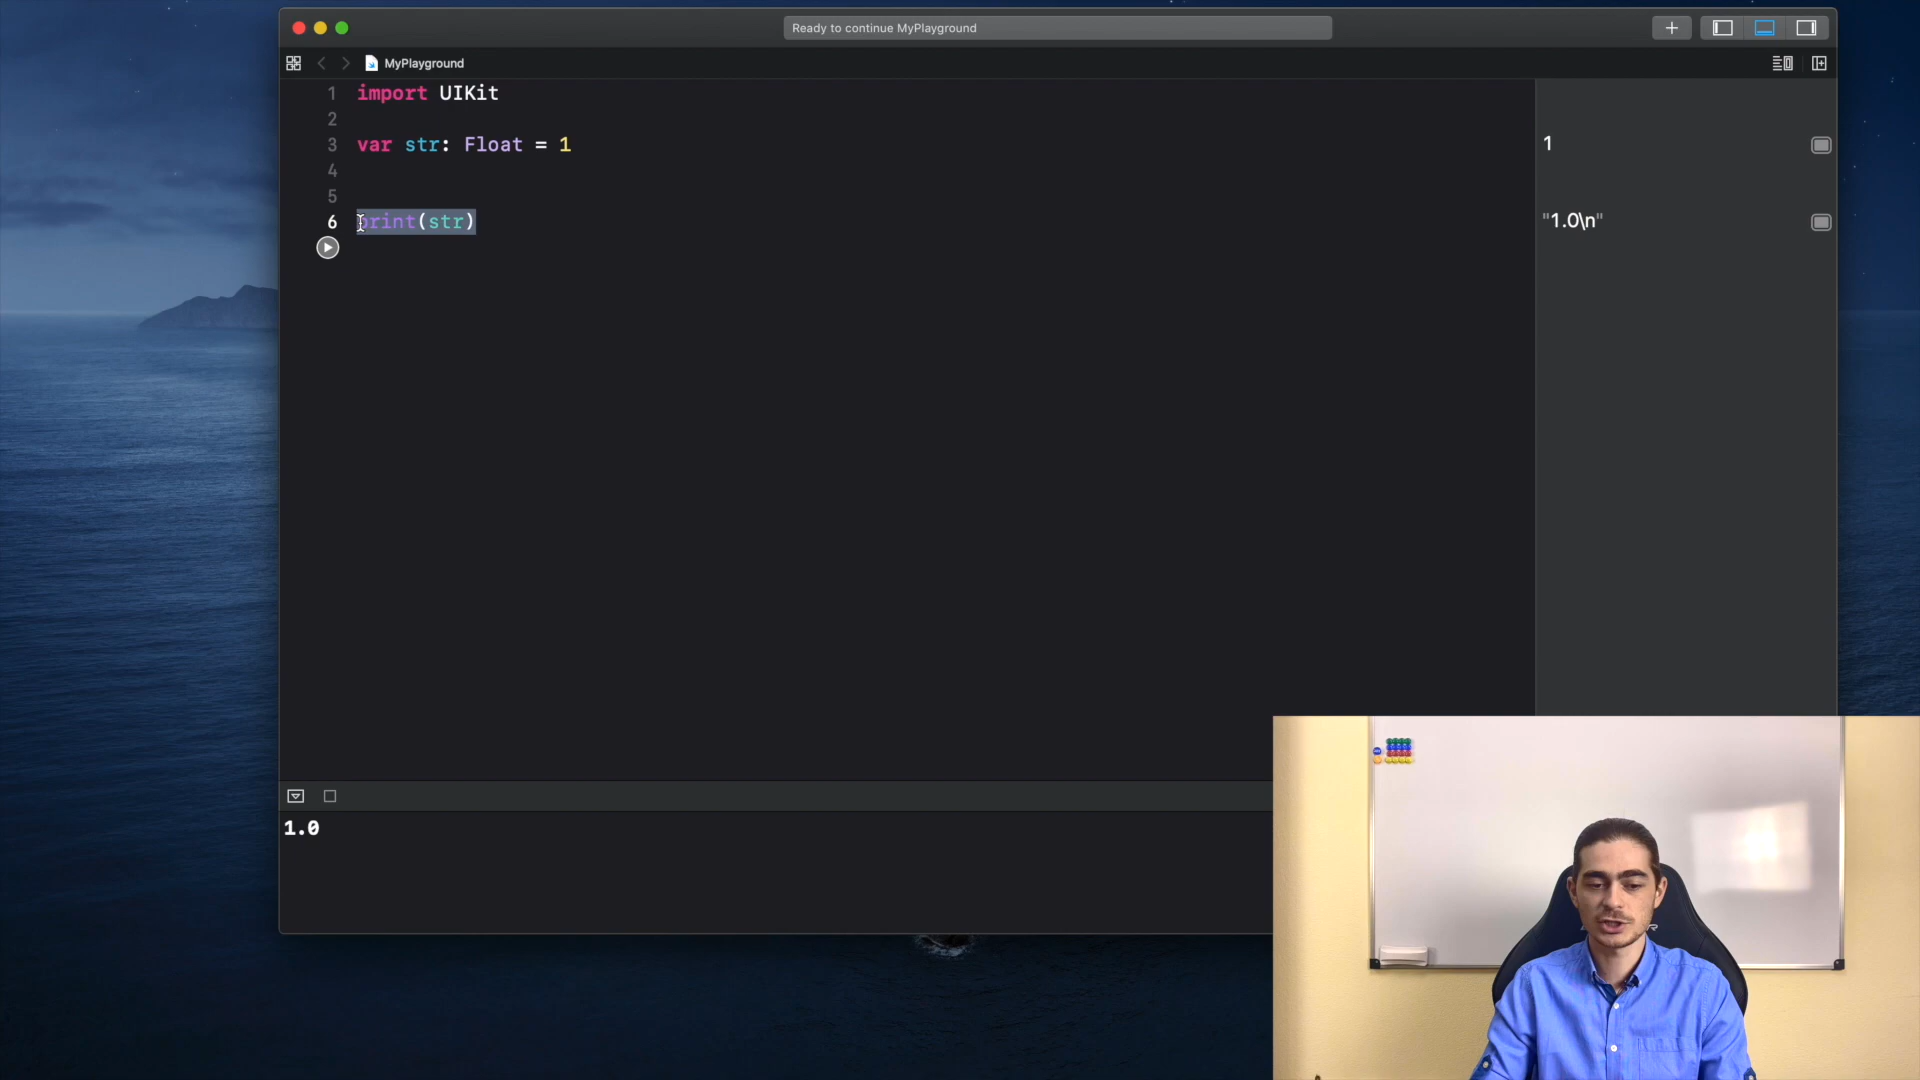 Ready to continue MyPlayground
MyPlayground
1 import UIKit
2
3 var str: Float = 1
1
4
5
6 print(str)
"1.0\n"
1.0